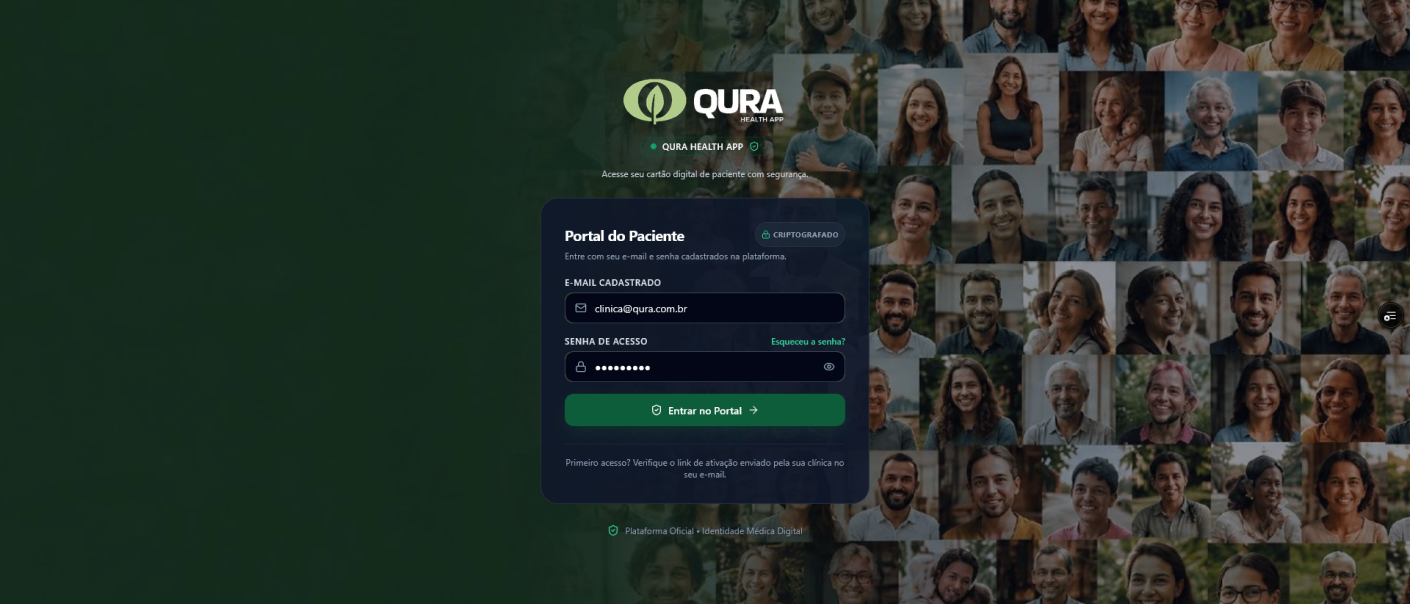 QURA
HEALTH APP
QURA HEALTH APP
Acesse seu cartão digital de paciente com segurança.
Portal do Paciente
CRIPTOGRAFADO
Entre com seu e-mail e senha cadastrados na plataforma.
E-MAIL CADASTRADO
clinica@qura.com.br
SENHA DE ACESSO
Esqueceu a senha?
●●●●●●●●●
Entrar no Portal →
Primeiro acesso? Verifique o link de ativação enviado pela sua clínica no
seu e-mail.
Plataforma Oficial • Identidade Médica Digital